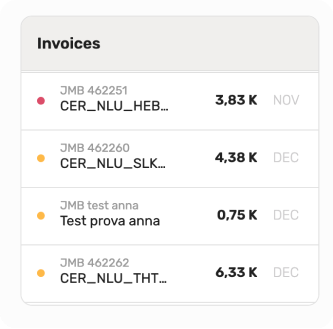 Invoices
JMB 462251
CER_NLU_HEB... 3,83 K NOV
JMB 462260
CER_NLU_SLK... 4,38 K DEC
JMB test anna
Test prova anna 0,75 K DEC
JMB 462262
CER_NLU_THT... 6,33 K DEC